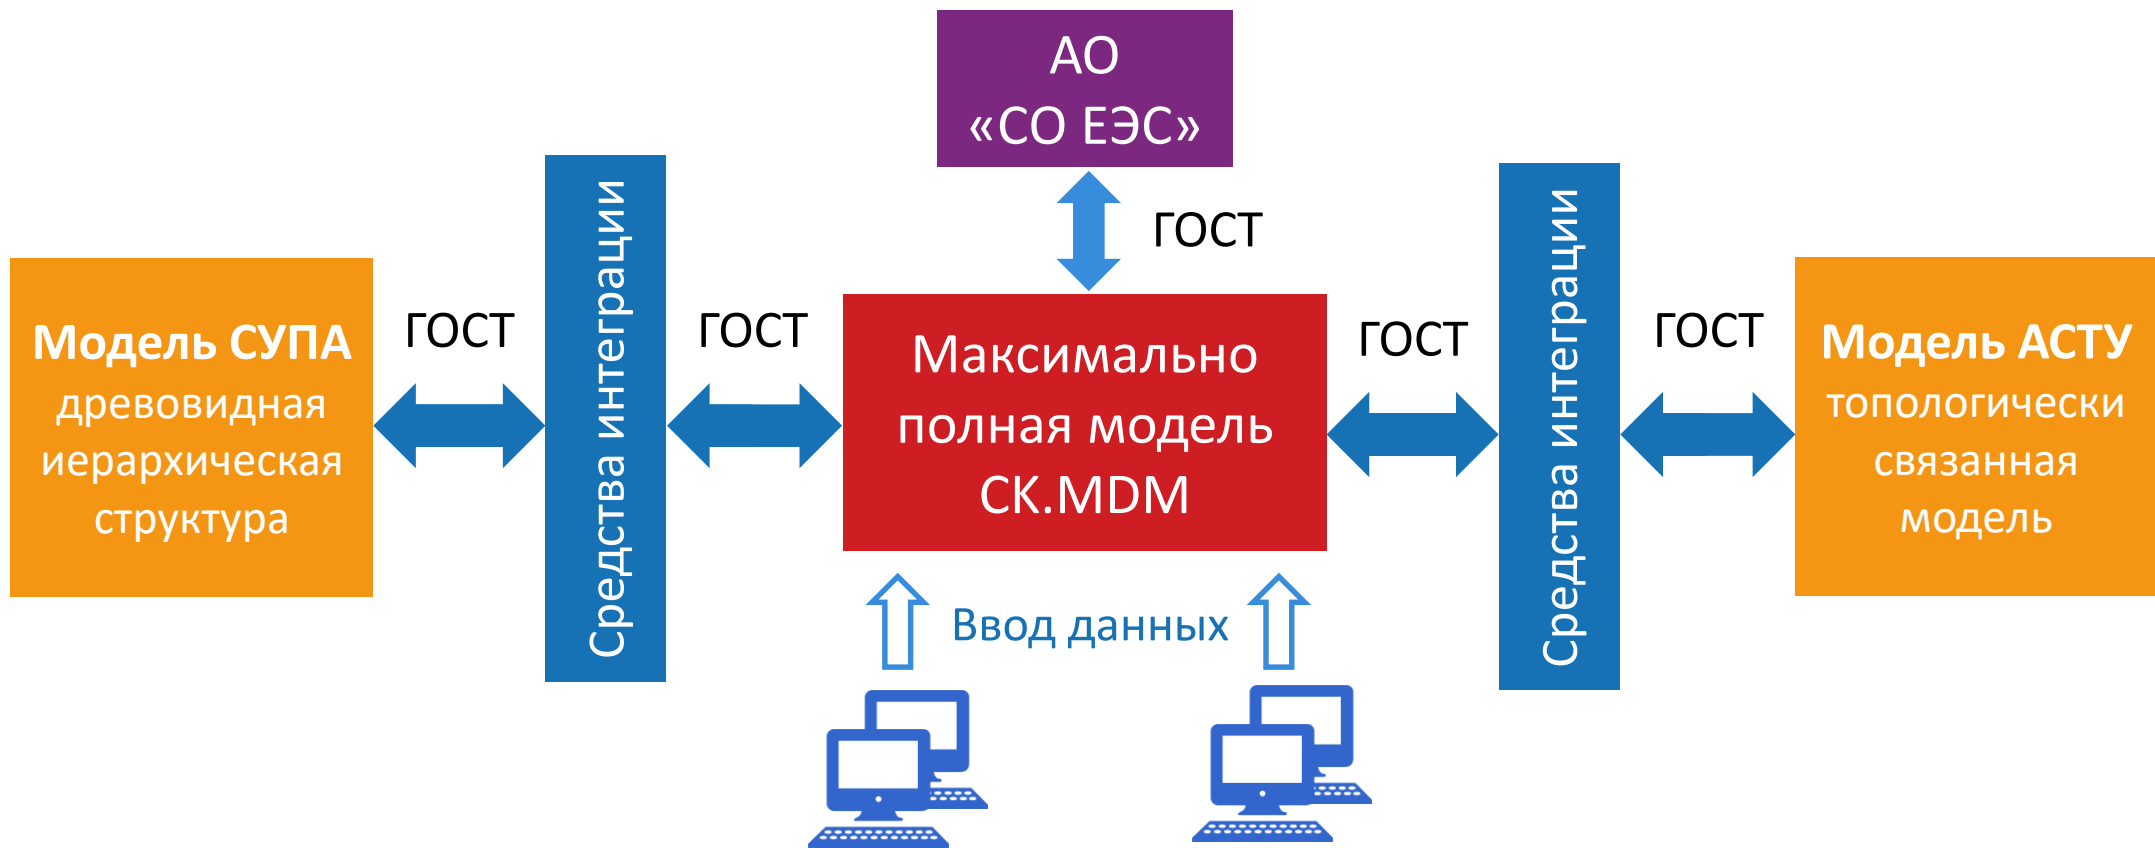 АО
«СО ЕЭС»
ГОСТ
Модель СУПА
древовидная
иерархическая
структура
ГОСТ
Средства интеграции
ГОСТ
Максимально
полная модель
СК.MDM
ГОСТ
Средства интеграции
ГОСТ
Модель АСТУ
топологически
связанная
модель
Ввод данных